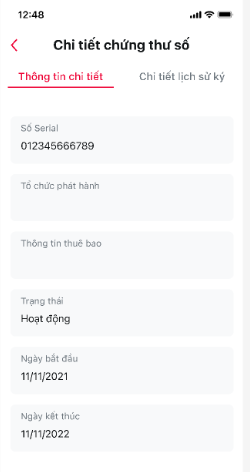 12:48
Chi tiết chứng thư số
Thông tin chi tiết
Chi tiết lịch sử ký
Số Serial
012345666789
Tổ chức phát hành
Thông tin thuê bao
Trạng thái
Hoạt động
Ngày bắt đầu
11/11/2021
Ngày kết thúc
11/11/2022